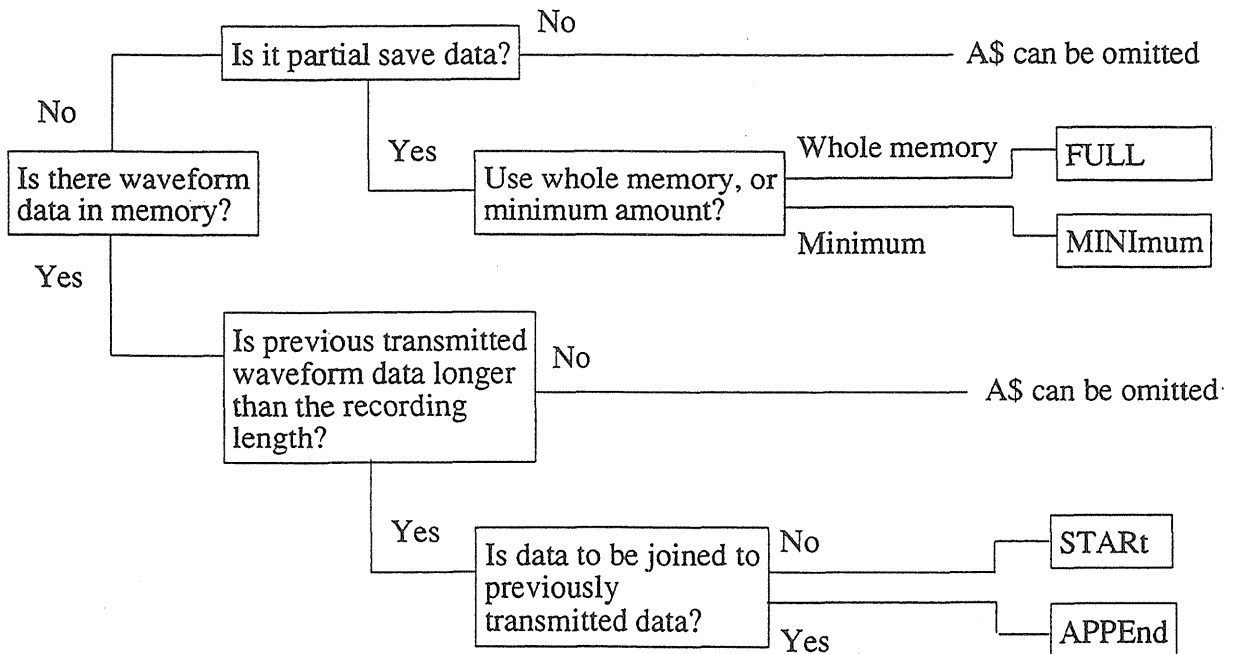 No
Is it partial save data?
A$ can be omitted
No
Yes
Whole memory
FULL
Is there waveform
data in memory?
Use whole memory, or
minimum amount?
Minimum
MINImum
Yes
Is previous transmitted
waveform data longer
than the recording
length?
No
A$ can be omitted
Yes
Is data to be joined to
previously
transmitted data?
No
STARt
Yes
APPEnd